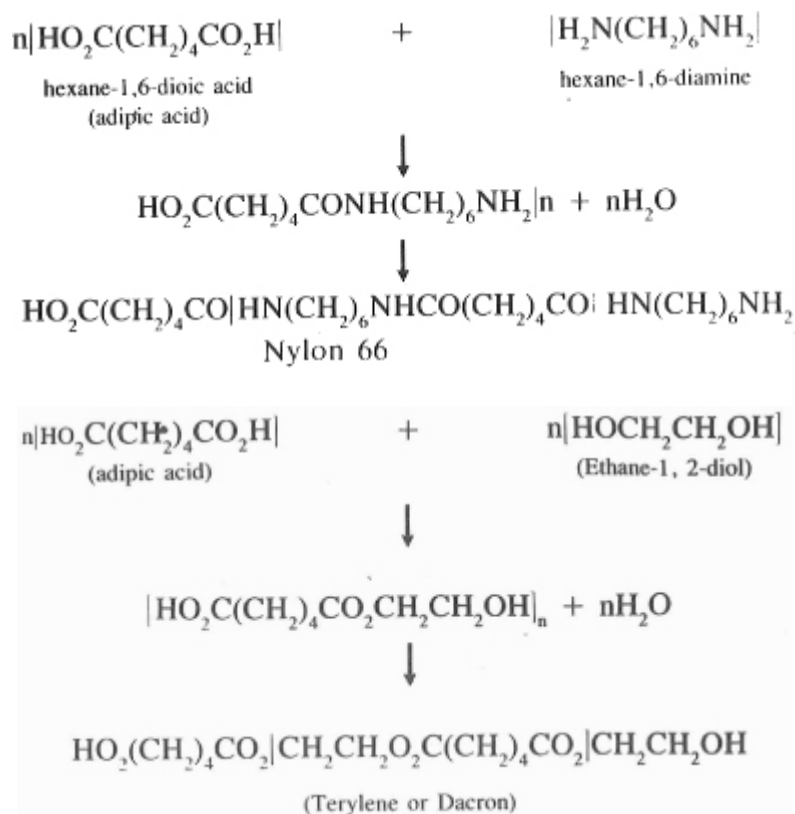 n|HO₂C(CH₂)₄CO₂H| + |H₂N(CH₂)₆NH₂|
hexane-1,6-dioic acid hexane-1,6-diamine
(adipic acid)
HO₂C(CH₂)₄CONH(CH₂)₆NH₂|n + nH₂O
HO₂C(CH₂)₄CO|HN(CH₂)₆NHCO(CH₂)₄CO| HN(CH₂)₆NH₂
Nylon 66
n|HO₂C(CH₂)₄CO₂H| + n[HOCH₂CH₂OH]
(adipic acid) (Ethane-1, 2-diol)
|HO₂C(CH₂)₄CO₂CH₂CH₂OH]ₙ + nH₂O
HO₂(CH₂)₄CO₂|CH₂CH₂O₂C(CH₂)₄CO₂|CH₂CH₂OH
(Terylene or Dacron)